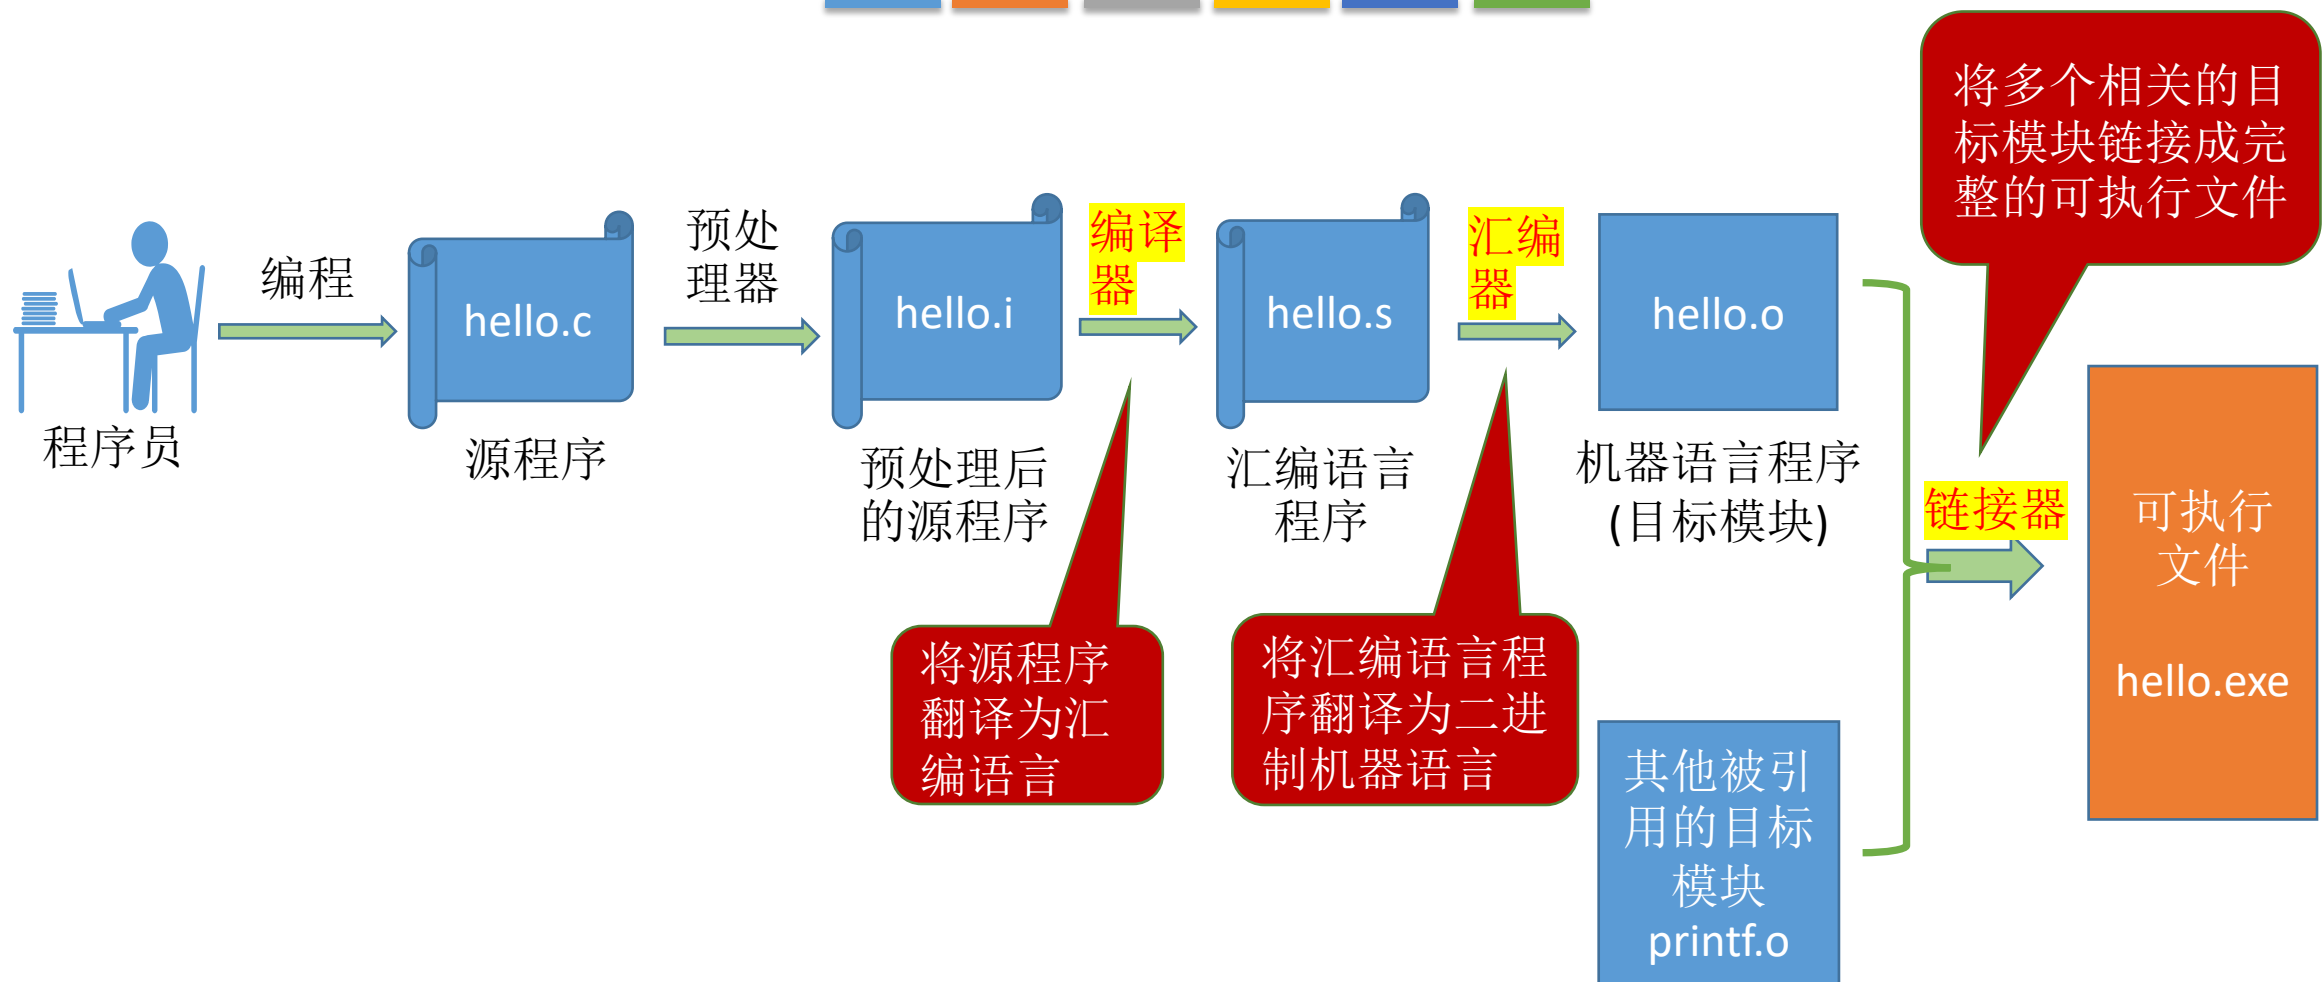 程序员
编程
hello.c
源程序
预处
理器
hello.i
预处理后
的源程序
编译
器
将源程序
翻译为汇
编语言
hello.s
汇编语言
程序
汇编
器
将汇编语言程
序翻译为二进
制机器语言
hello.o
机器语言程序
(目标模块)
其他被引
用的目标
模块
printf.o
将多个相关的目
标模块链接成完
整的可执行文件
链接器
可执行
文件
hello.exe